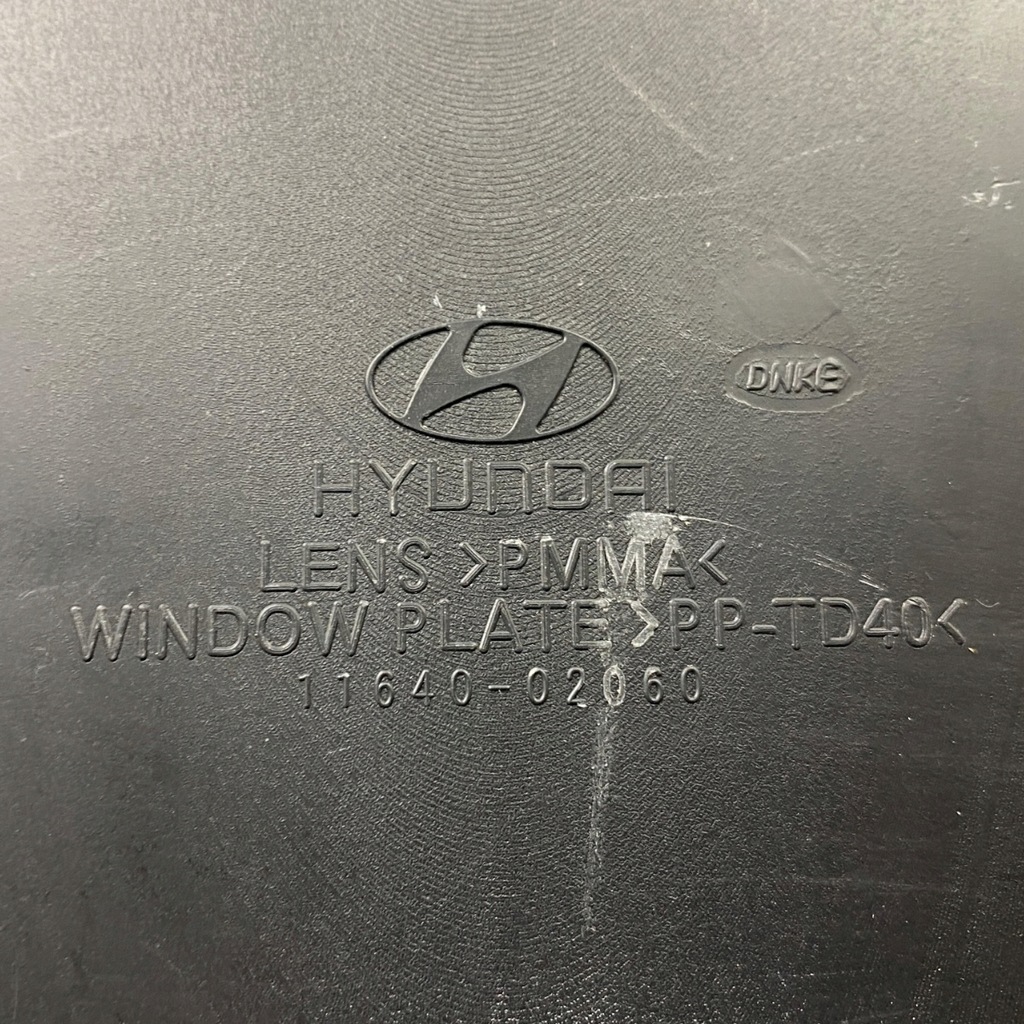 DNKE
HYUNDAI
LENS >PMMA<
WINDOW PLATE >PP-TD40<
11640-02060